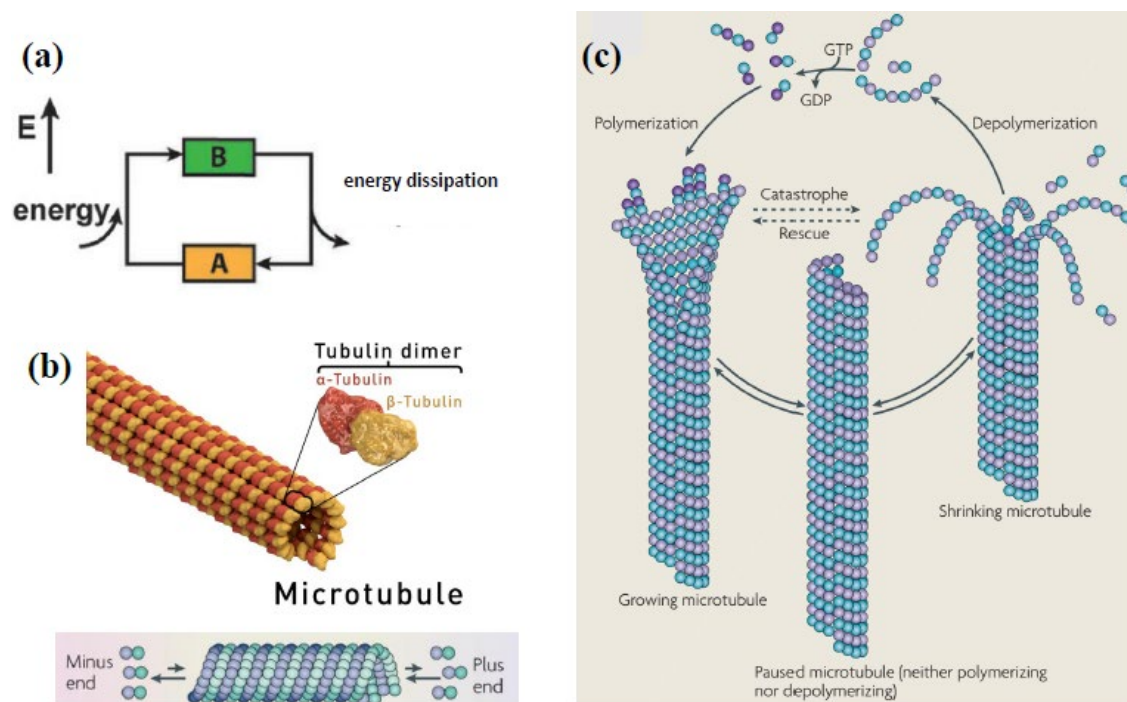 (a)
E
energy
B
A
energy dissipation
(b)
Tubulin dimer
α-Tubulin
β-Tubulin
Microtubule
Minus
end
Plus
end
(c)
GTP
GDP
Polymerization
Depolymerization
Catastrophe
Rescue
Growing microtubule
Shrinking microtubule
Paused microtubule (neither polymerizing
nor depolymerizing)